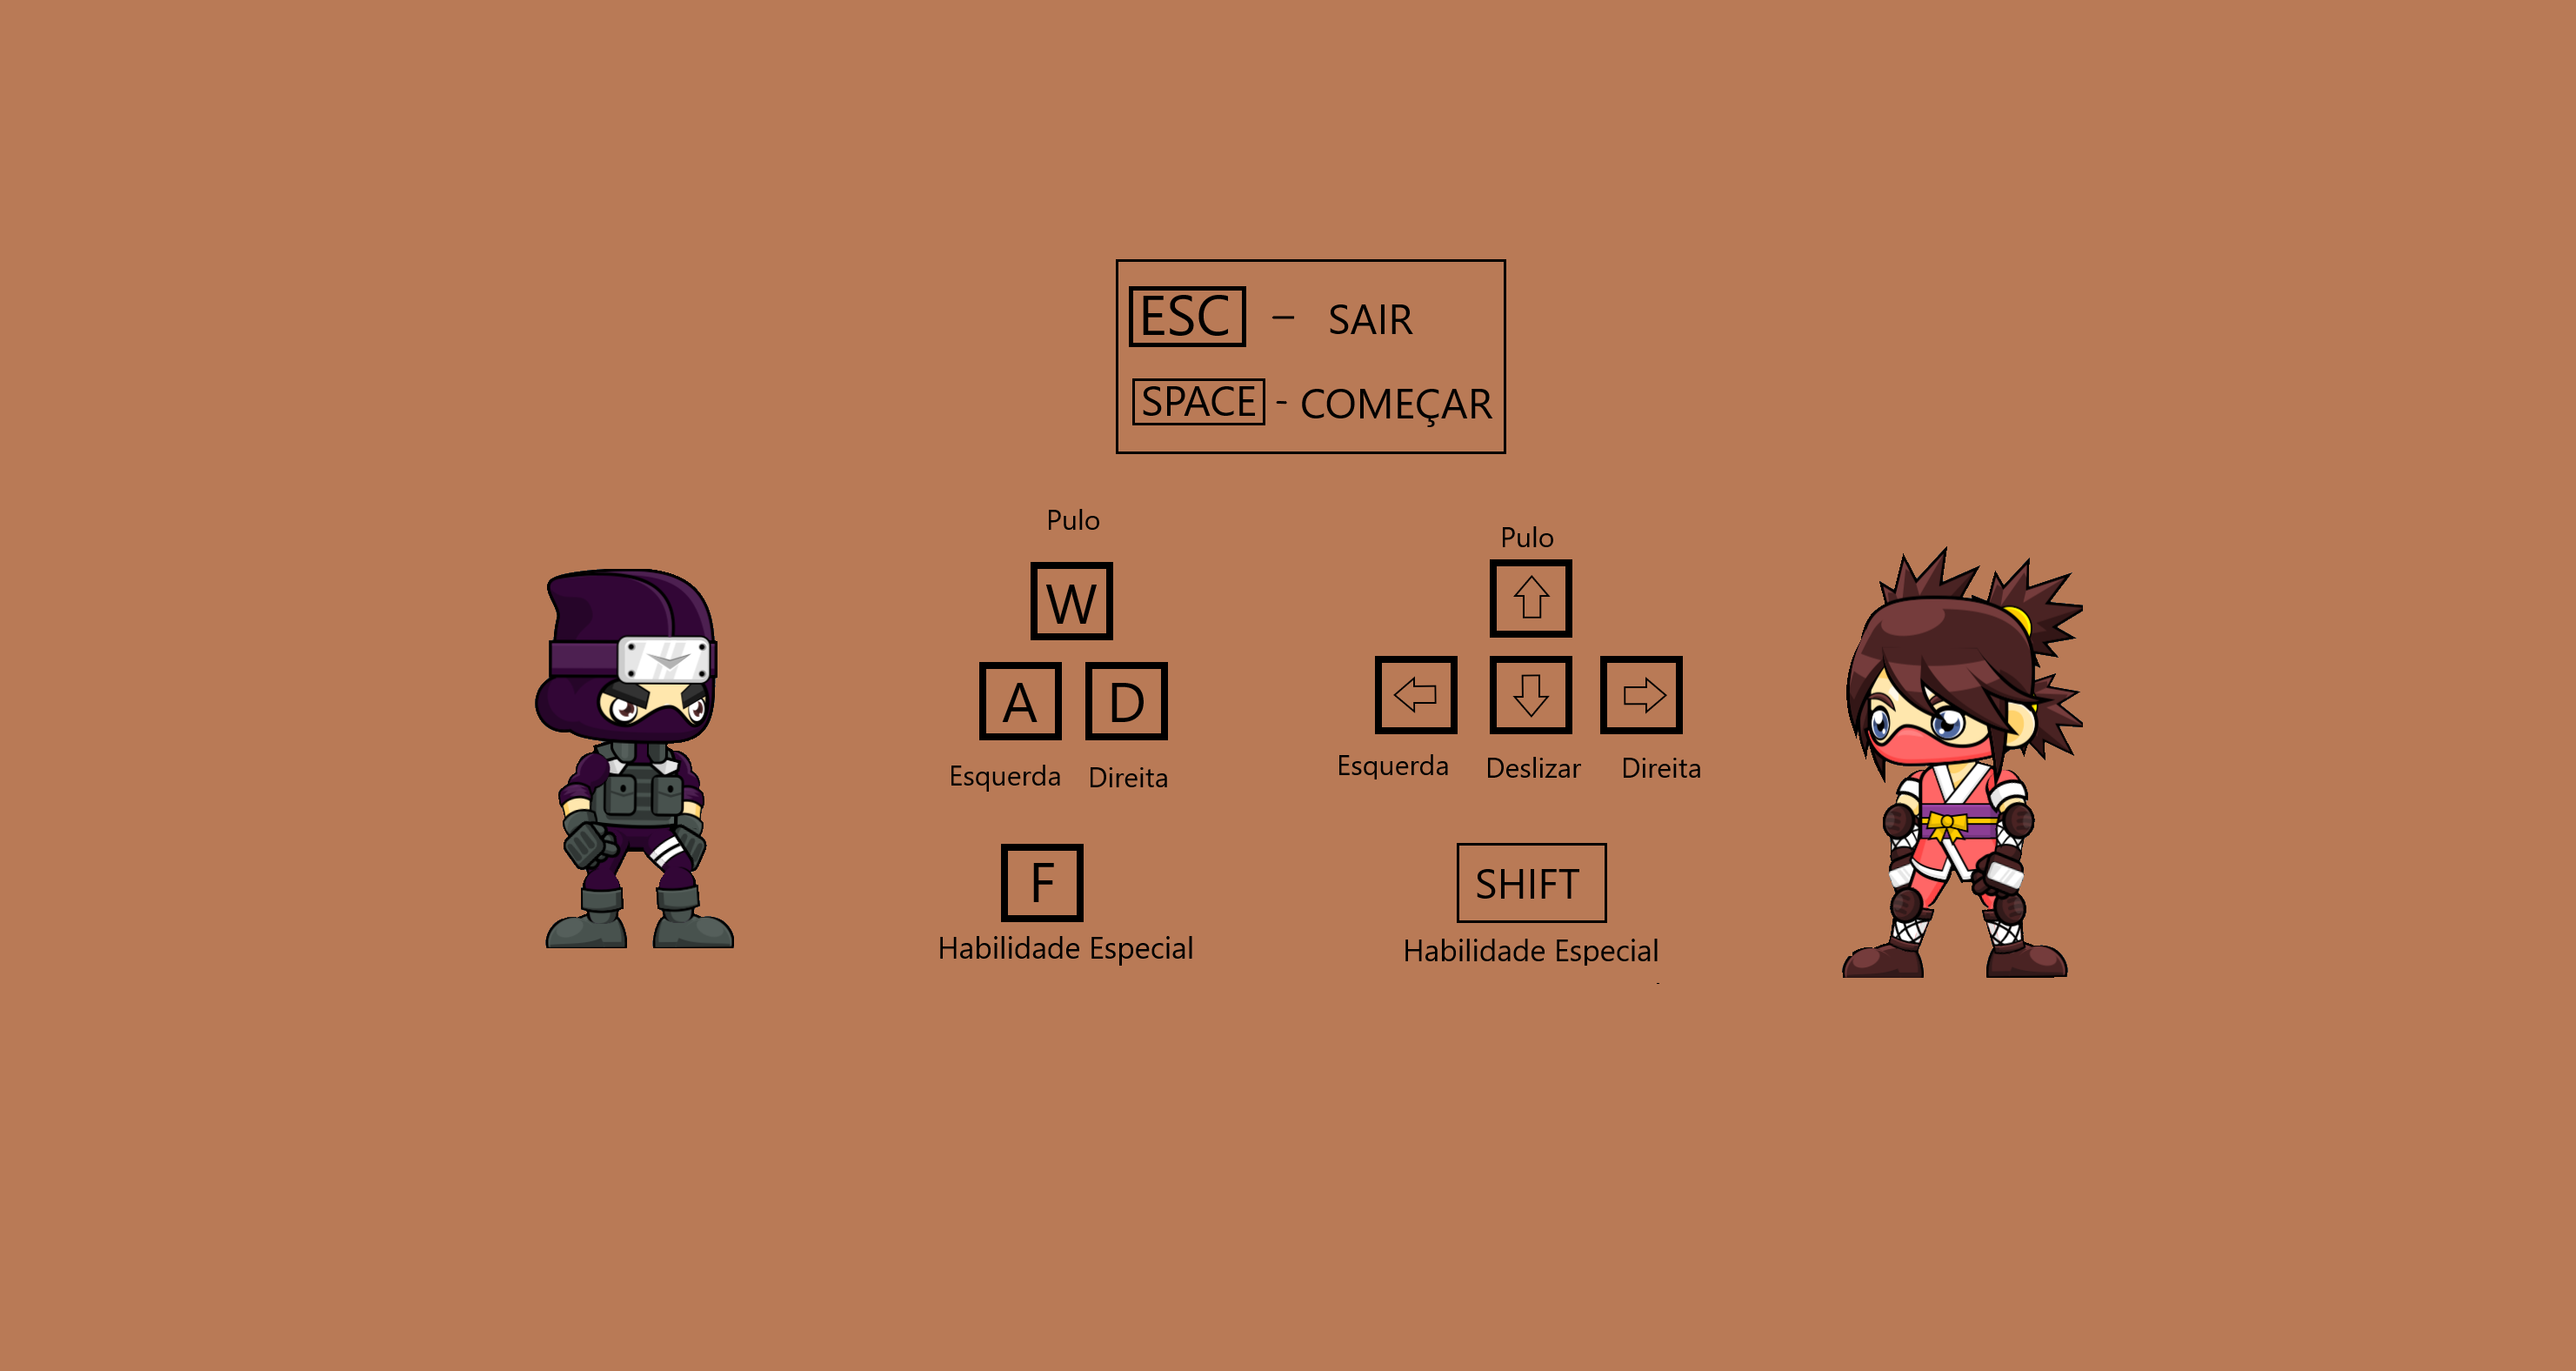 ESC – SAIR
SPACE - COMEÇAR
Pulo
W
A D
Esquerda Direita
F
Habilidade Especial
Pulo
Esquerda Deslizar Direita
SHIFT
Habilidade Especial